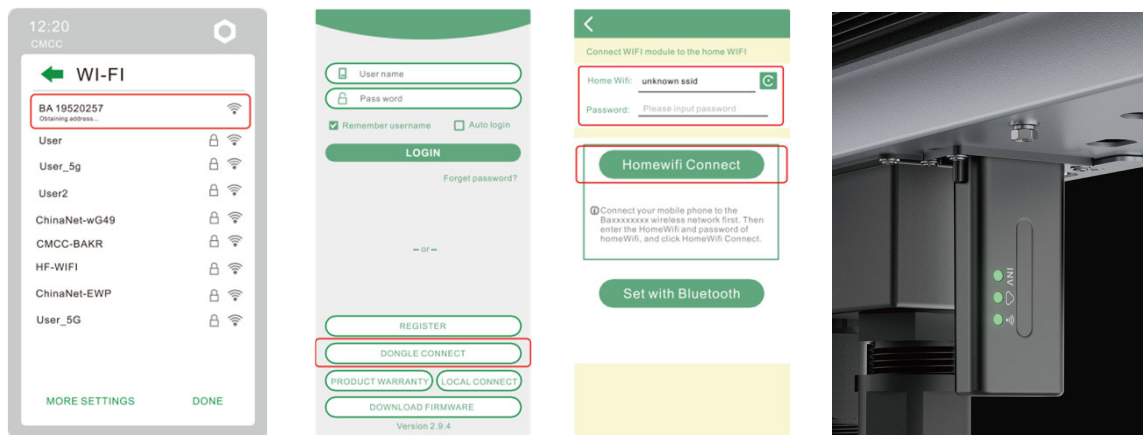 12:20
CMCC
WI-FI
BA 19520257
Obtaining address...
User
User_5g
User2
ChinaNet-wG49
CMCC-BAKR
HF-WIFI
ChinaNet-EWP
User_5G
MORE SETTINGS
DONE
User name
Pass word
Remember username
Auto login
LOGIN
Forget password?
– or –
REGISTER
DONGLE CONNECT
PRODUCT WARRANTY
LOCAL CONNECT
DOWNLOAD FIRMWARE
Version 2.9.4
Connect WIFI module to the home WIFI
Home Wifi: unknown ssid
Password: Please input password
Homewifi Connect
Connect your mobile phone to the
Baxxxxxxxx wireless network first. Then
enter the HomeWifi and password of
homeWifi, and click HomeWifi Connect.
Set with Bluetooth
INV